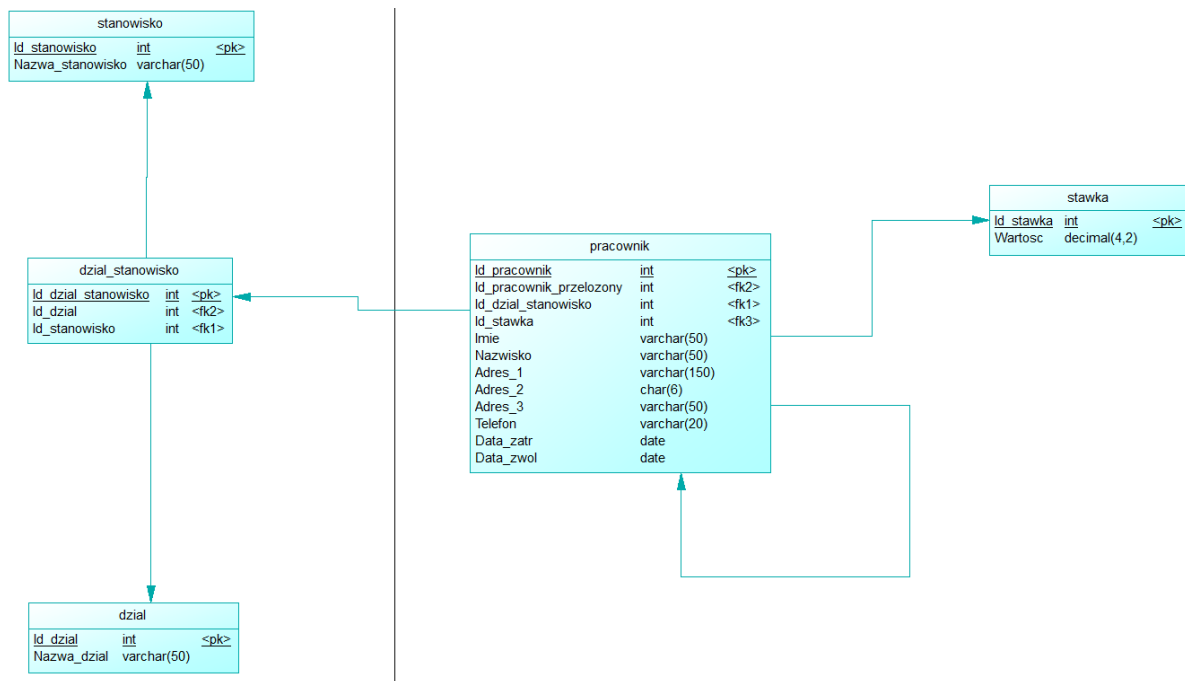 stanowisko
Id_stanowisko int <pk>
Nazwa_stanowisko varchar(50)
dzial_stanowisko
Id_dzial_stanowisko int <pk>
Id_dzial int <fk2>
Id_stanowisko int <fk1>
dzial
Id_dzial int <pk>
Nazwa_dzial varchar(50)
pracownik
Id_pracownik int <pk>
Id_pracownik_przelozony int <fk2>
Id_dzial_stanowisko int <fk1>
Id_stawka int <fk3>
Imie varchar(50)
Nazwisko varchar(50)
Adres_1 varchar(150)
Adres_2 char(6)
Adres_3 varchar(50)
Telefon varchar(20)
Data_zatr date
Data_zwol date
stawka
Id_stawka int <pk>
Wartosc decimal(4,2)